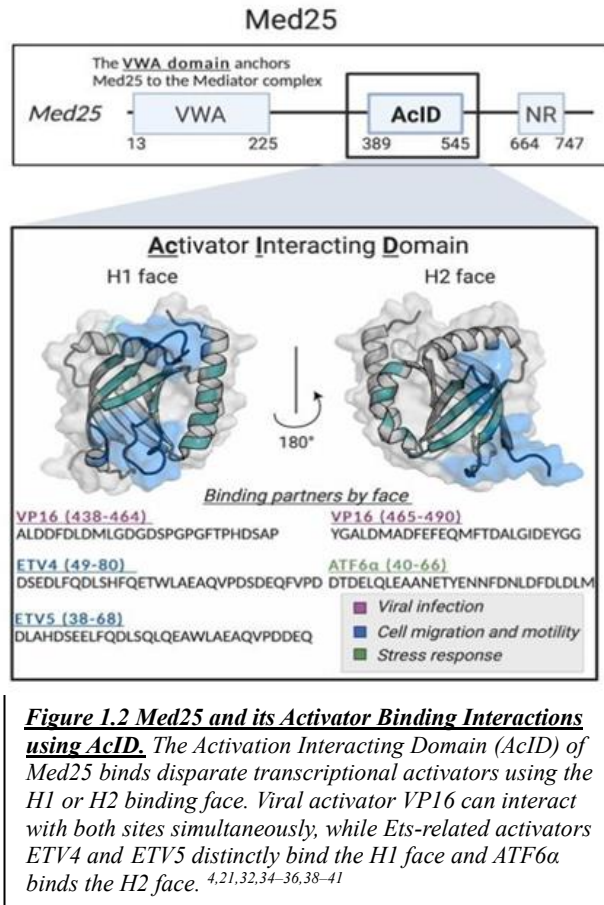 Med25
The VWA domain anchors
Med25 to the Mediator complex
Med25
VWA
AcID
NR
13
225
389
545
664
747
Activator Interacting Domain
H1 face
H2 face
180°
Binding partners by face
VP16 (438-464)
ALDDFDLDMLGDGDSPGPGFTPHDSAP
VP16 (465-490)
YGALDMADFEFEQMFTDALGIDEYGG
ETV4 (49-80)
DSEDLFQDLSHFQETWLAEAQVPDSDEQFVPD
ATF6α (40-66)
DTDELQLEAANETYENNFDNLDFDLDLM
ETV5 (38-68)
DLAHDSEELFQDLSQLQEAWLAEAQVPDDEQ
Viral infection
Cell migration and motility
Stress response
Figure 1.2 Med25 and its Activator Binding Interactions
using AcID. The Activation Interacting Domain (AcID) of
Med25 binds disparate transcriptional activators using the
H1 or H2 binding face. Viral activator VP16 can interact
with both sites simultaneously, while Ets-related activators
ETV4 and ETV5 distinctly bind the H1 face and ATF6α
binds the H2 face. 4,21,32,34–36,38–41